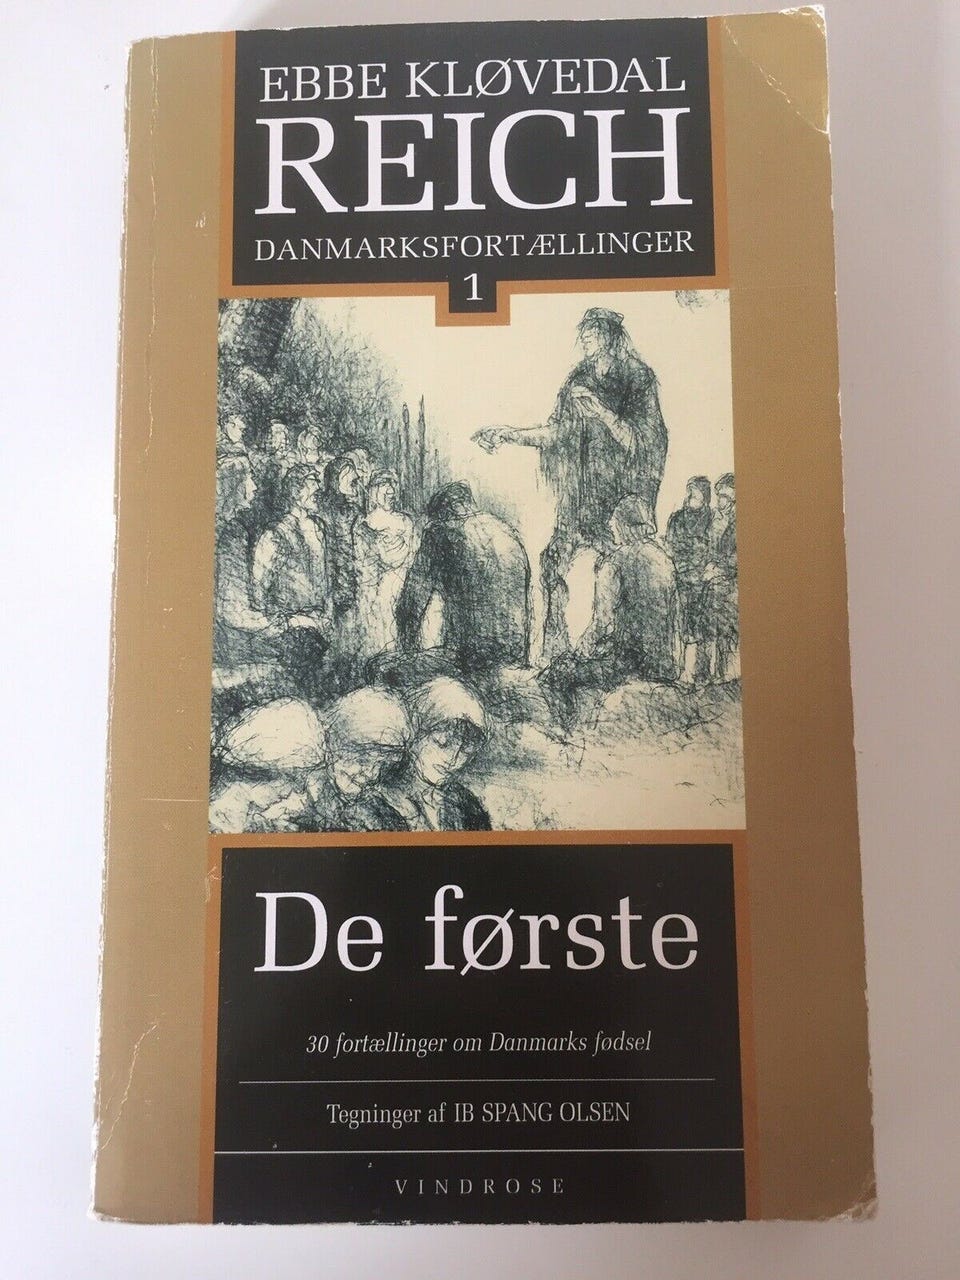 EBBE KLØVEDAL
REICH
DANMARKSFORTÆLLINGER
1
De første
30 fortællinger om Danmarks fødsel
Tegninger af IB SPANG OLSEN
VINDROSE